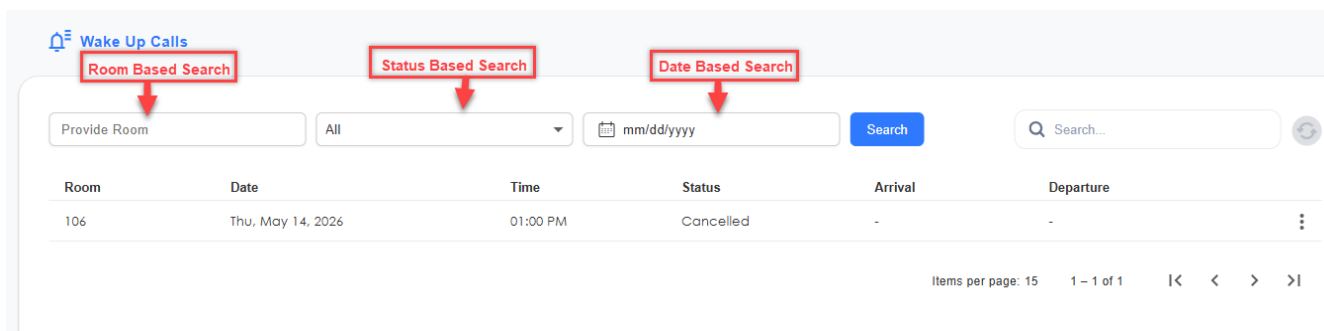 Wake Up Calls
Room Based Search
Status Based Search
Date Based Search
Provide Room
All
mm/dd/yyyy
Search
Search...
Room Date Time Status Arrival Departure
106 Thu, May 14, 2026 01:00 PM Cancelled - -
Items per page: 15 1 – 1 of 1